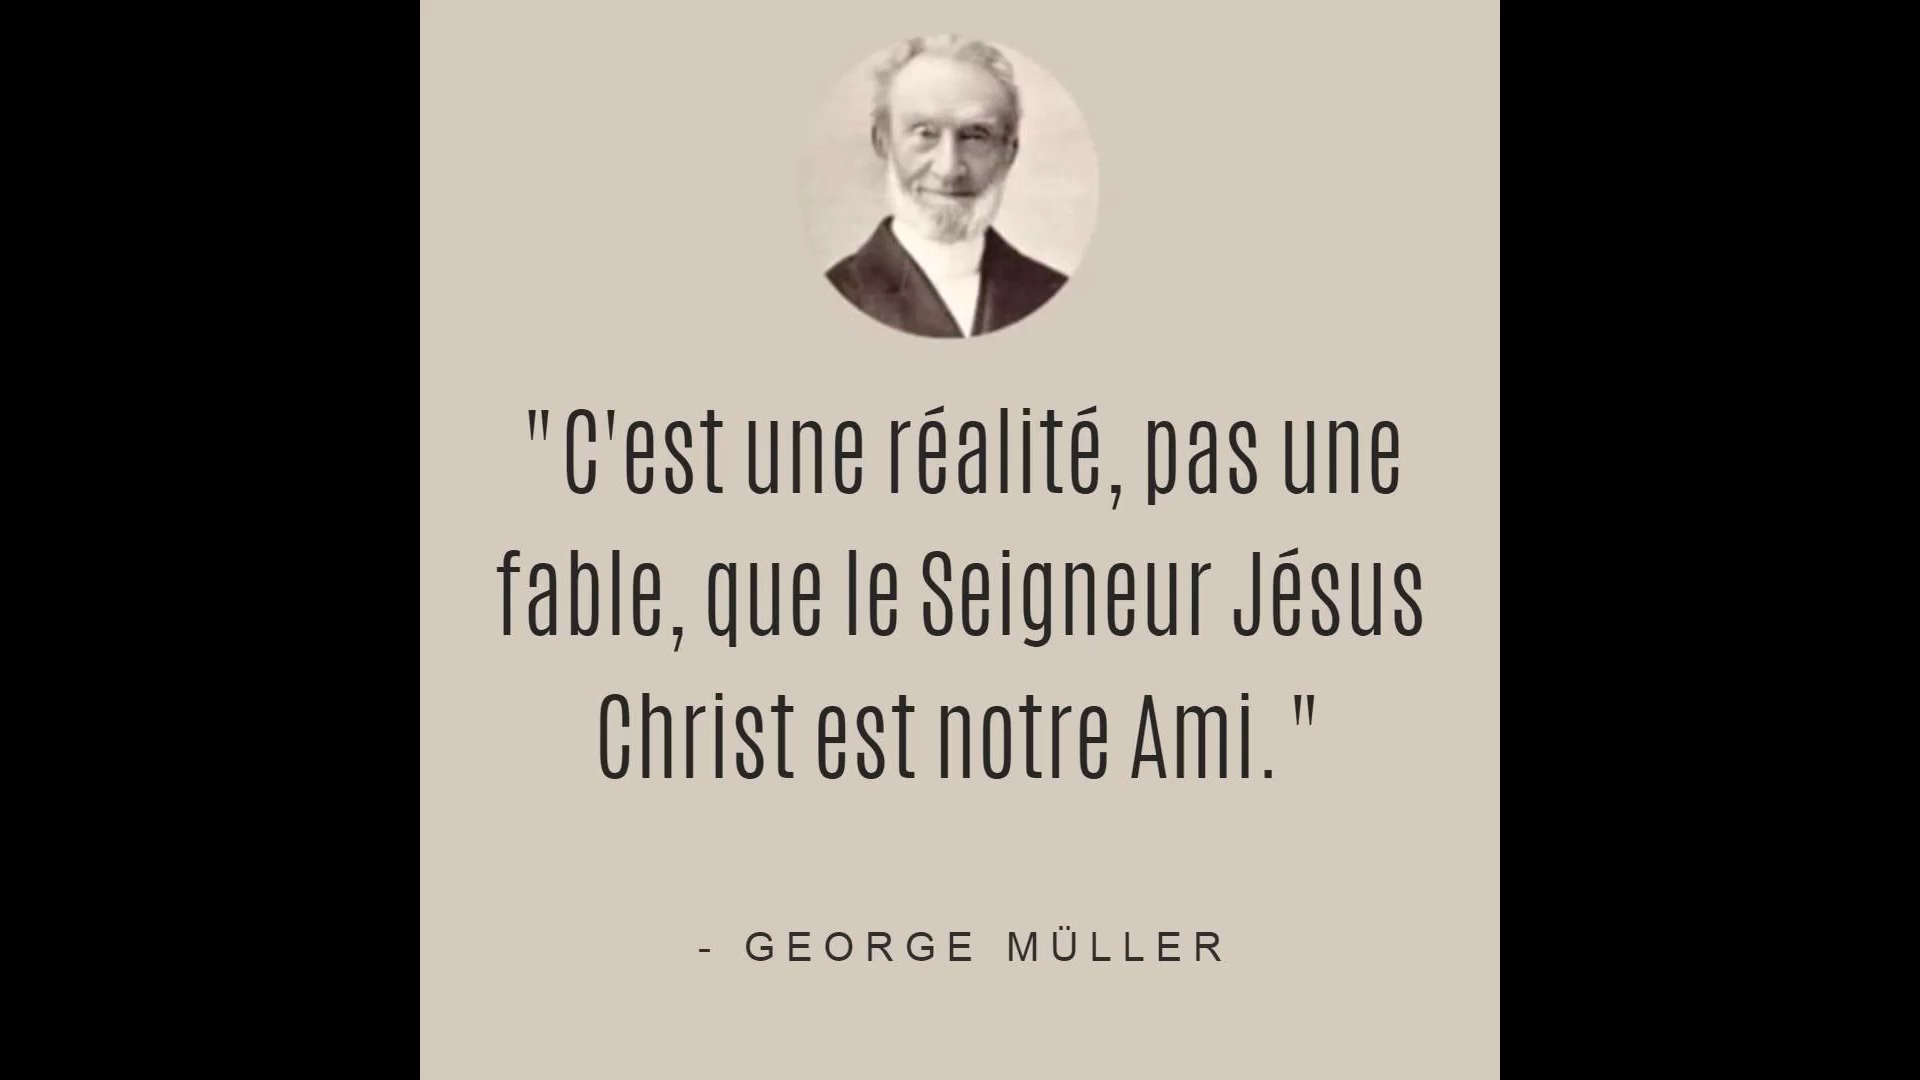 "C'est une réalité, pas une
fable, que le Seigneur Jésus
Christ est notre Ami."
- GEORGE MÜLLER